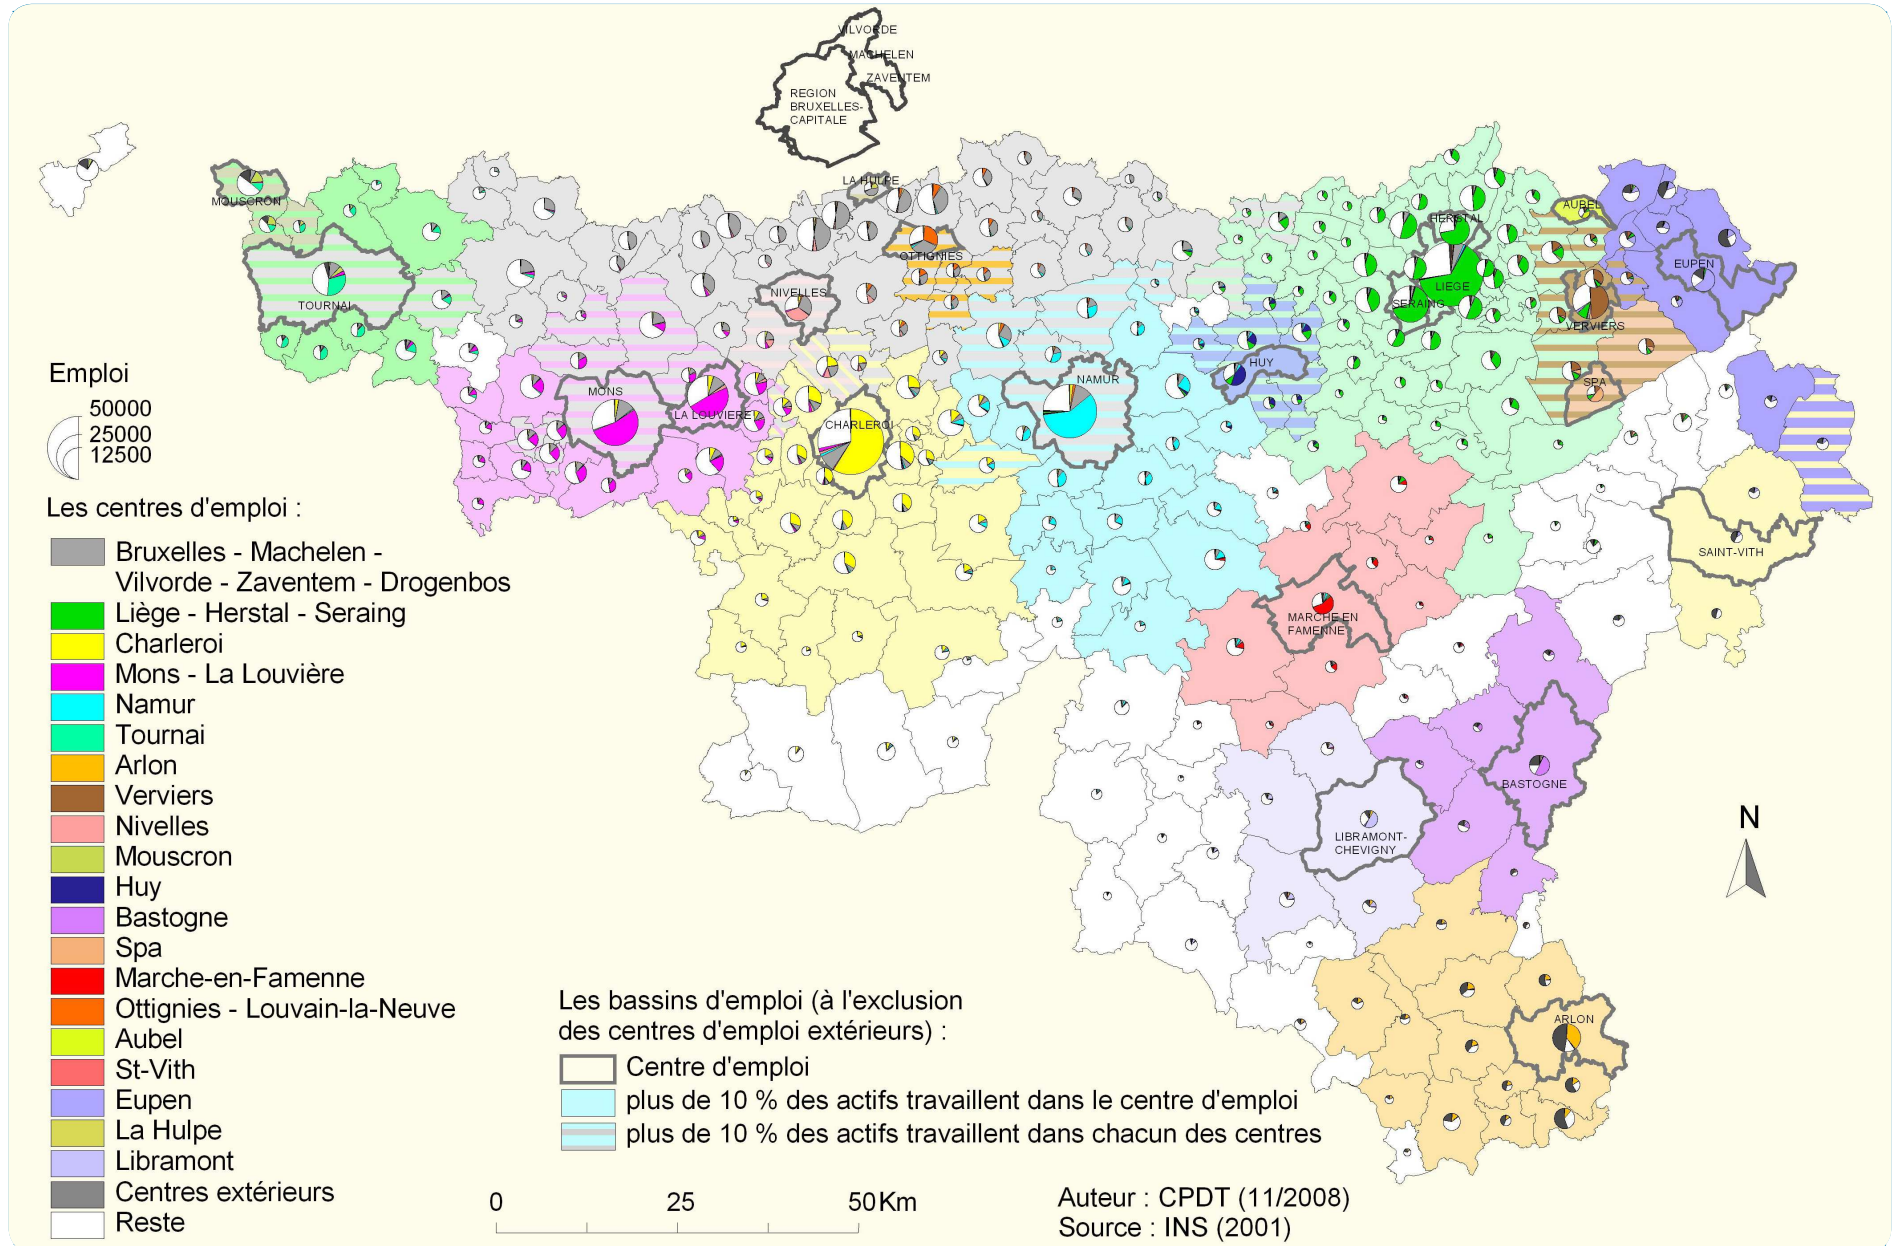 VILVORDE
MACHELEN
ZAVENTEM
REGION
BRUXELLES-
CAPITALE
LA HULPE
MOUSCRON
AUBEL
HERSTAL
OTTIGNIES
EUPEN
TOURNAI
NIVELLES
LIEGE
SERAING
VERVIERS
HUY
SPA
MONS
NAMUR
LA LOUVIERE
CHARLEROI
SAINT-VITH
MARCHE EN
FAMENNE
BASTOGNE
LIBRAMONT-
CHEVIGNY
ARLON
N
Emploi
50000
25000
12500
Les centres d'emploi :
Bruxelles - Machelen -
Vilvorde - Zaventem - Drogenbos
Liège - Herstal - Seraing
Charleroi
Mons - La Louvière
Namur
Tournai
Arlon
Verviers
Nivelles
Mouscron
Huy
Bastogne
Spa
Marche-en-Famenne
Ottignies - Louvain-la-Neuve
Aubel
St-Vith
Eupen
La Hulpe
Libramont
Centres extérieurs
Reste
Les bassins d'emploi (à l'exclusion
des centres d'emploi extérieurs) :
Centre d'emploi
plus de 10 % des actifs travaillent dans le centre d'emploi
plus de 10 % des actifs travaillent dans chacun des centres
0 25 50 Km
Auteur : CPDT (11/2008)
Source : INS (2001)